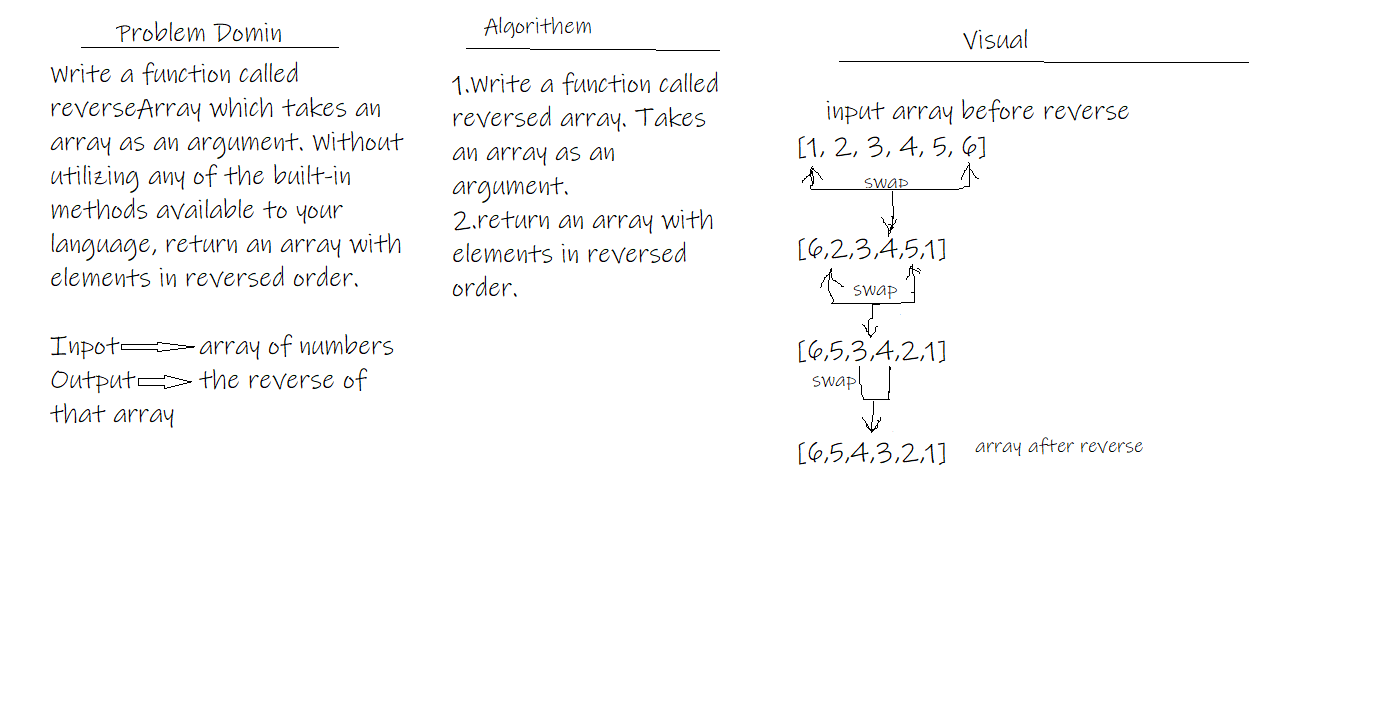 Problem Domin
Write a function called
reverseArray which takes an
array as an argument. Without
utilizing any of the built-in
methods available to your
language, return an array with
elements in reversed order.
Inpot array of numbers
Output the reverse of
that array
Algorithem
1.Write a function called
reversed array. Takes
an array as an
argument.
2.return an array with
elements in reversed
order.
Visual
input array before reverse
[1, 2, 3, 4, 5, 6]
swap
[6,2,3,4,5,1]
swap
[6,5,3,4,2,1]
swap
[6,5,4,3,2,1] array after reverse